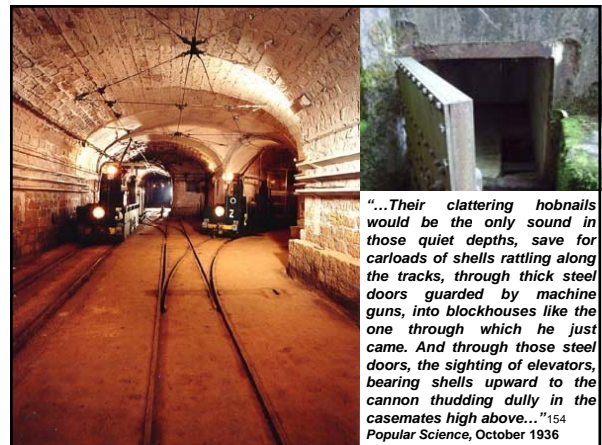 O
Z
“…Their clattering hobnails
would be the only sound in
those quiet depths, save for
carloads of shells rattling along
the tracks, through thick steel
doors guarded by machine
guns, into blockhouses like the
one through which he just
came. And through those steel
doors, the sighting of elevators,
bearing shells upward to the
cannon thudding dully in the
casemates high above…”154
Popular Science, October 1936